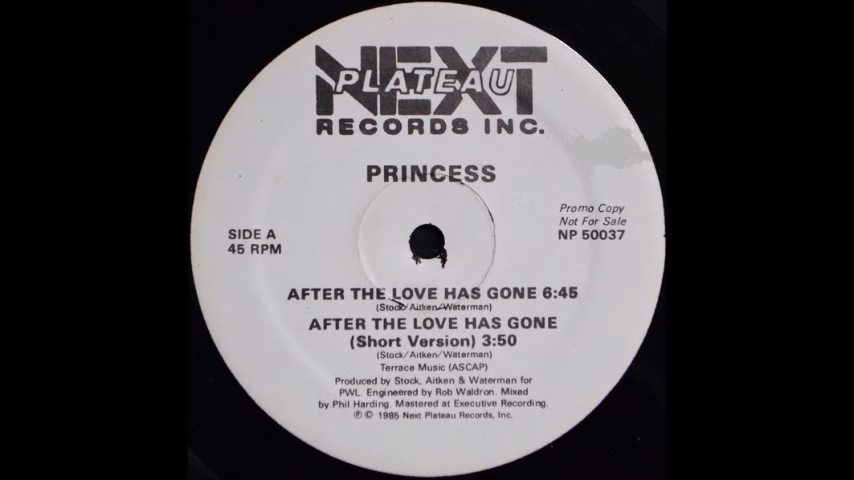 NEXT
PLATEAU
RECORDS INC.
PRINCESS
Promo Copy
Not For Sale
NP 50037
SIDE A
45 RPM
AFTER THE LOVE HAS GONE 6:45
(Stock/Aitken/Waterman)
AFTER THE LOVE HAS GONE
(Short Version) 3:50
(Stock/Aitken/Waterman)
Terrace Music (ASCAP)
Produced by Stock, Aitken & Waterman for
PWL. Engineered by Rob Waldron. Mixed
by Phil Harding. Mastered at Executive Recording.
℗ © 1985 Next Plateau Records, Inc.